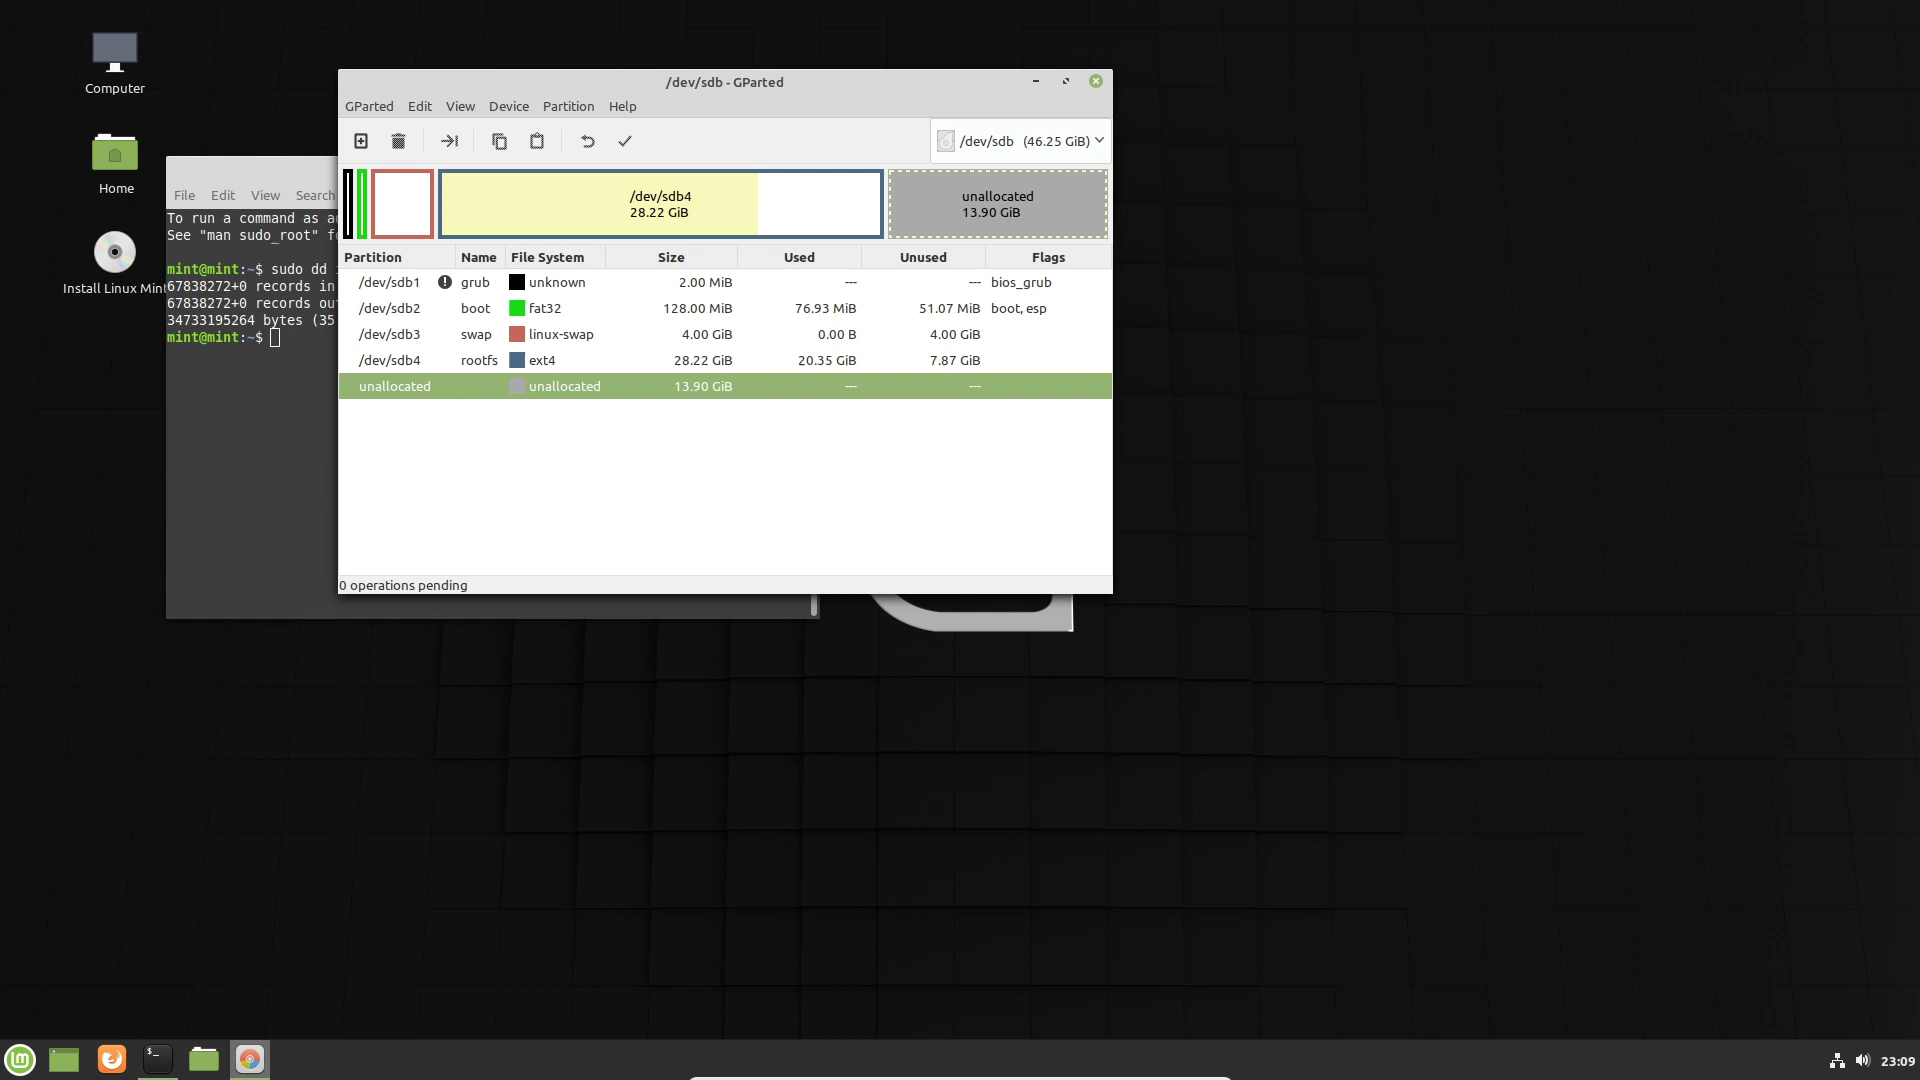 Computer
Home
Install Linux Mint
/dev/sdb - GParted
GParted Edit View Device Partition Help
/dev/sdb (46.25 GiB)
/dev/sdb4
28.22 GiB
unallocated
13.90 GiB
Partition Name File System Size Used Unused Flags
/dev/sdb1 grub unknown 2.00 MiB --- --- bios_grub
/dev/sdb2 boot fat32 128.00 MiB 76.93 MiB 51.07 MiB boot, esp
/dev/sdb3 swap linux-swap 4.00 GiB 0.00 B 4.00 GiB
/dev/sdb4 rootfs ext4 28.22 GiB 20.35 GiB 7.87 GiB
unallocated unallocated 13.90 GiB --- ---
0 operations pending
File Edit View Search
To run a command as
See "man sudo_root"
mint@mint:~$ sudo dd
67838272+0 records in
67838272+0 records
34733195264 bytes (35
mint@mint:~$
23:09